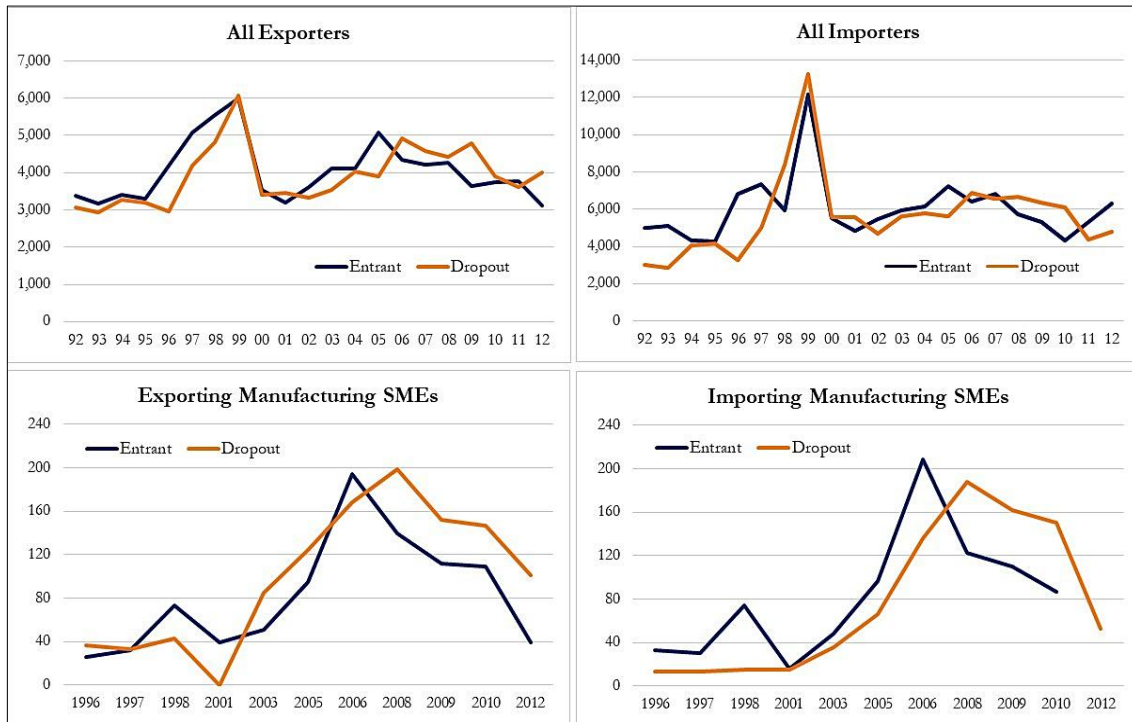 All Exporters
7,000
6,000
5,000
4,000
3,000
2,000
1,000
0
Entrant Dropout
92 93 94 95 96 97 98 99 00 01 02 03 04 05 06 07 08 09 10 11 12
All Importers
14,000
12,000
10,000
8,000
6,000
4,000
2,000
0
Entrant Dropout
92 93 94 95 96 97 98 99 00 01 02 03 04 05 06 07 08 09 10 11 12
Exporting Manufacturing SMEs
240
Entrant Dropout
200
160
120
80
40
0
1996 1997 1998 2001 2003 2005 2006 2008 2009 2010 2012
Importing Manufacturing SMEs
240
Entrant Dropout
200
160
120
80
40
0
1996 1997 1998 2001 2003 2005 2006 2008 2009 2010 2012